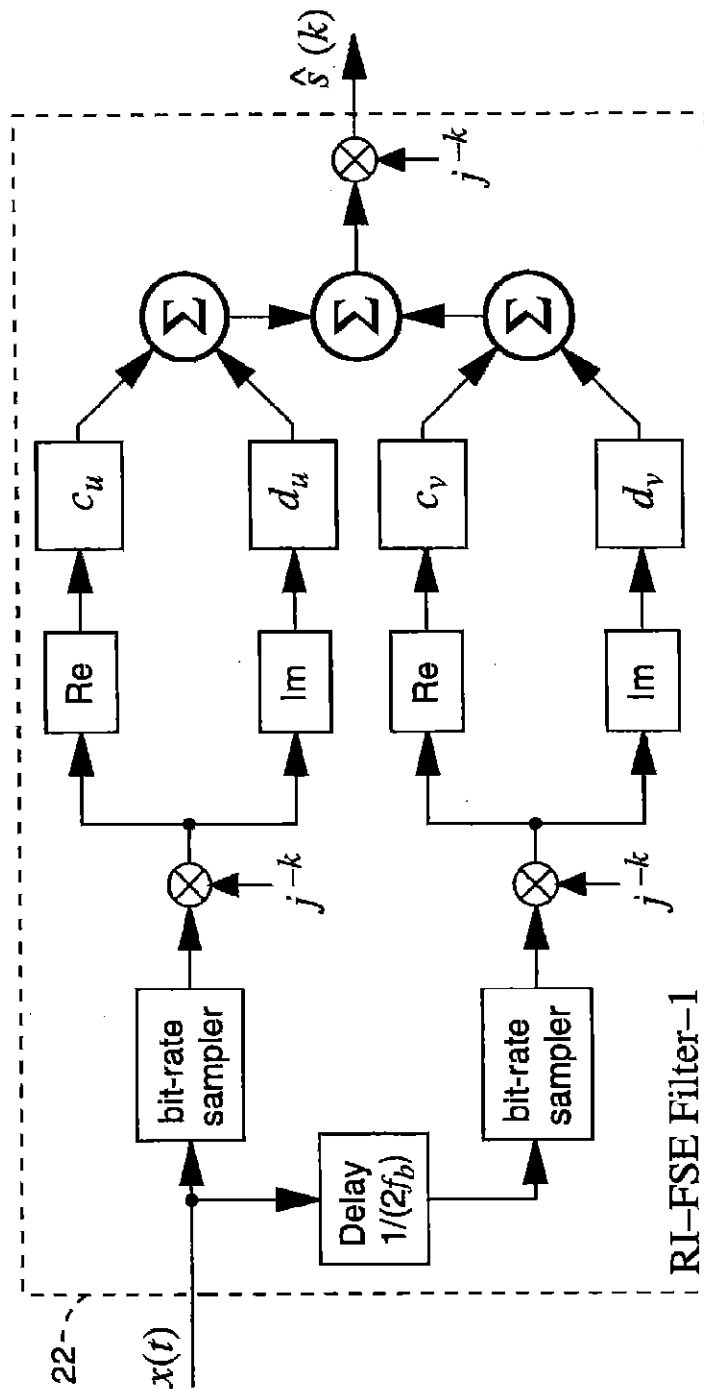 22
x(t)
bit-rate
sampler
j⁻ᵏ
Re
Im
c_u
d_u
Σ
Σ
Σ
j⁻ᵏ
ŝ(k)
Delay
1/(2f_b)
bit-rate
sampler
j⁻ᵏ
Re
Im
c_v
d_v
RI–FSE Filter–1